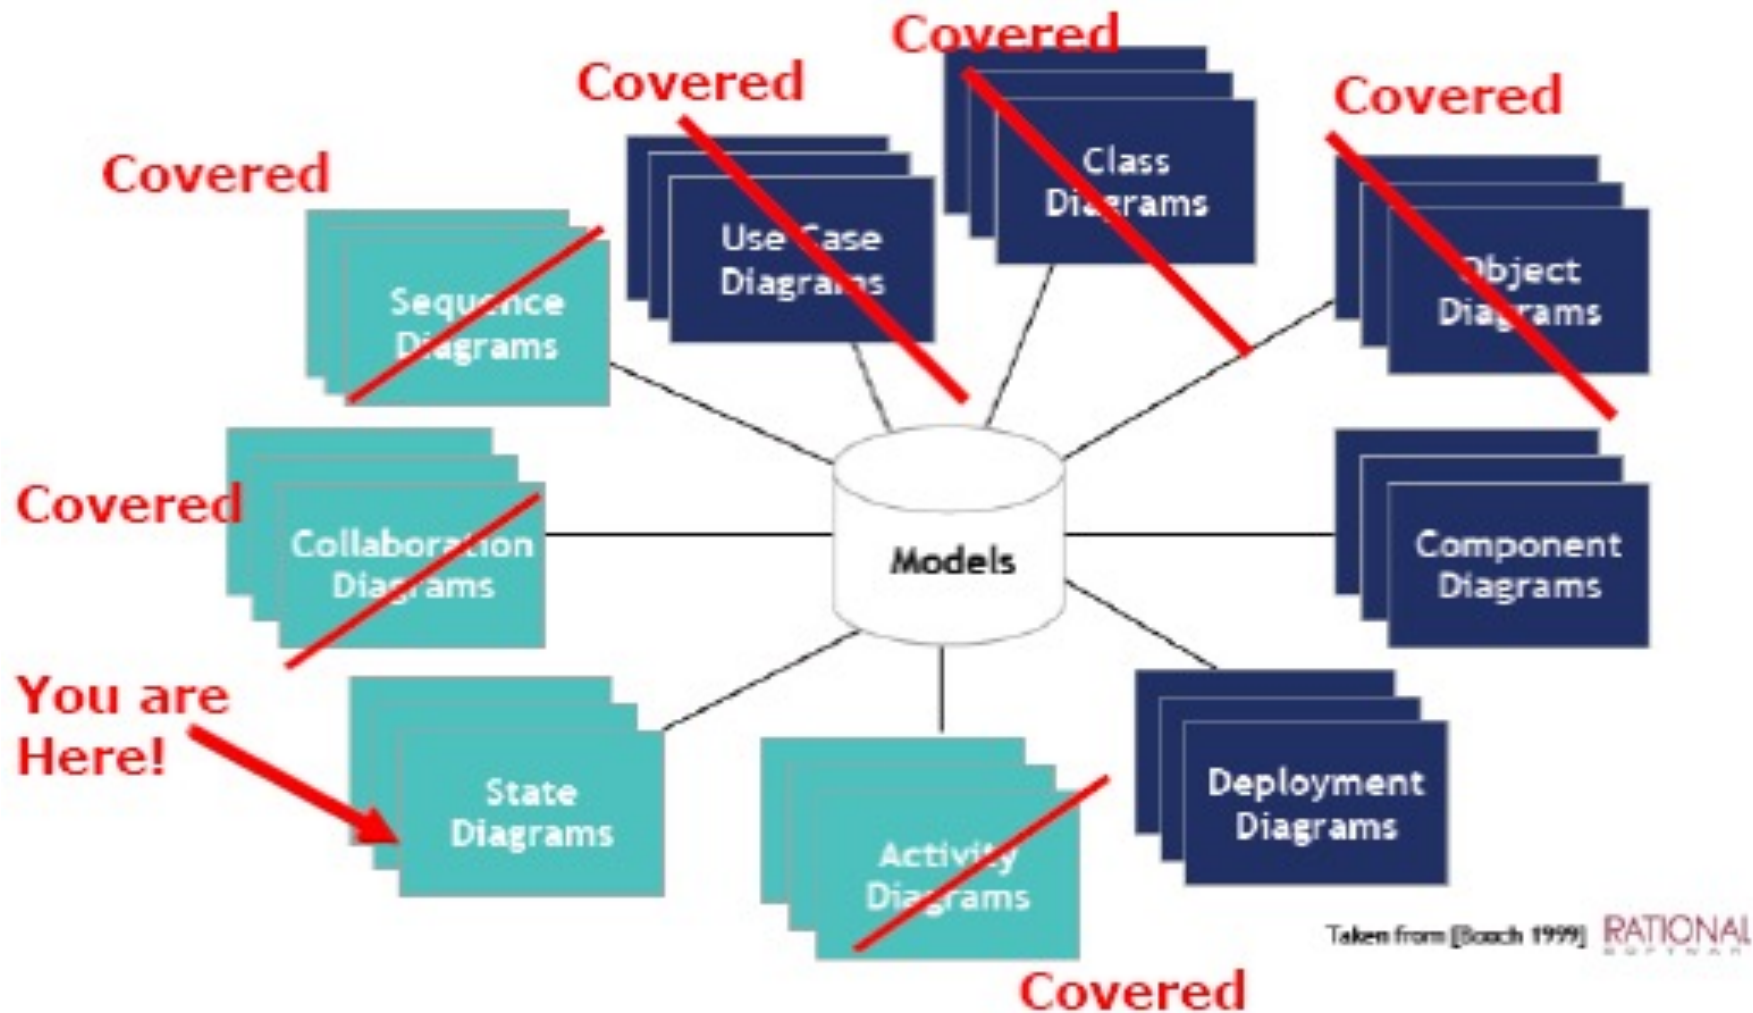 Covered
Covered
Covered
Covered
Use Case
Diagrams
Class
Diagrams
Object
Diagrams
Sequence
Diagrams
Covered
Collaboration
Diagrams
Models
Component
Diagrams
You are
Here!
State
Diagrams
Activity
Diagrams
Deployment
Diagrams
Taken from [Booch 1999]
RATIONAL
SOFTWARE
Covered